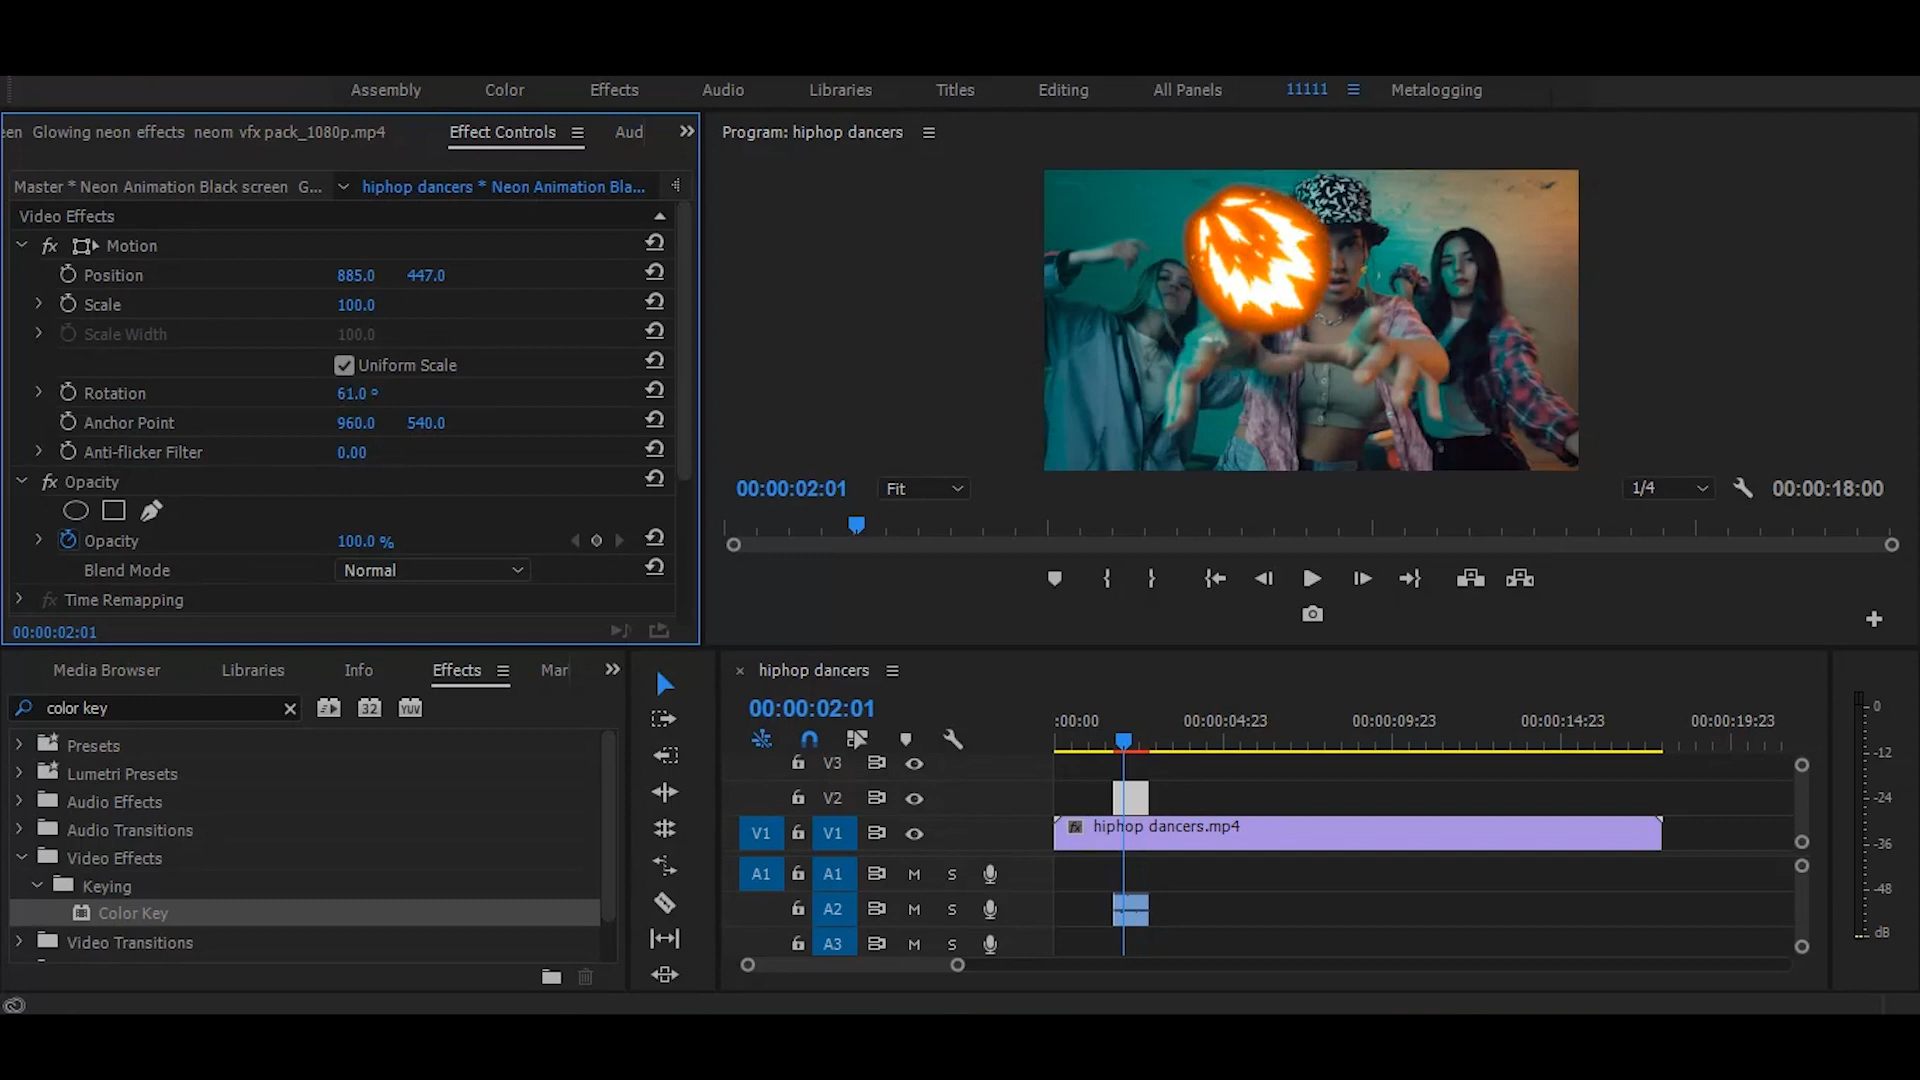 Assembly Color Effects Audio Libraries Titles Editing All Panels 11111 Metalogging
een Glowing neon effects neom vfx pack_1080p.mp4 Effect Controls Aud
Program: hiphop dancers
Master * Neon Animation Black screen G... hiphop dancers * Neon Animation Bla...
Video Effects
fx Motion
Position 885.0 447.0
Scale 100.0
Scale Width 100.0
Uniform Scale
Rotation 61.0 °
Anchor Point 960.0 540.0
Anti-flicker Filter 0.00
fx Opacity
Opacity 100.0 %
Blend Mode Normal
fx Time Remapping
00:00:02:01
00:00:02:01 Fit 1/4 00:00:18:00
Media Browser Libraries Info Effects Mar
color key 32 YUV
Presets
Lumetri Presets
Audio Effects
Audio Transitions
Video Effects
Keying
Color Key
Video Transitions
× hiphop dancers
00:00:02:01
:00:00 00:00:04:23 00:00:09:23 00:00:14:23 00:00:19:23
V3
V2
V1 V1 fx hiphop dancers.mp4
A1 A1 M S
A2 M S
A3 M S
0
-12
-24
-36
-48
dB